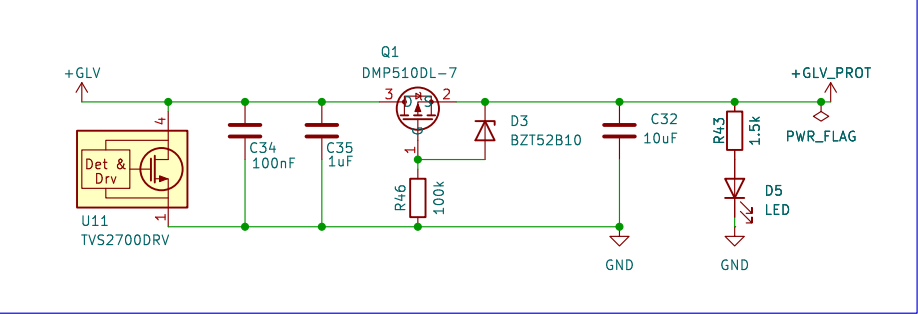 Q1
DMP510DL-7
+GLV
+GLV_PROT
3
2
4
D3
BZT52B10
C34
100nF
C35
1uF
C32
10uF
R43
1.5k
PWR_FLAG
1
Det &
Drv
R46
100k
D5
LED
1
U11
TVS2700DRV
GND
GND